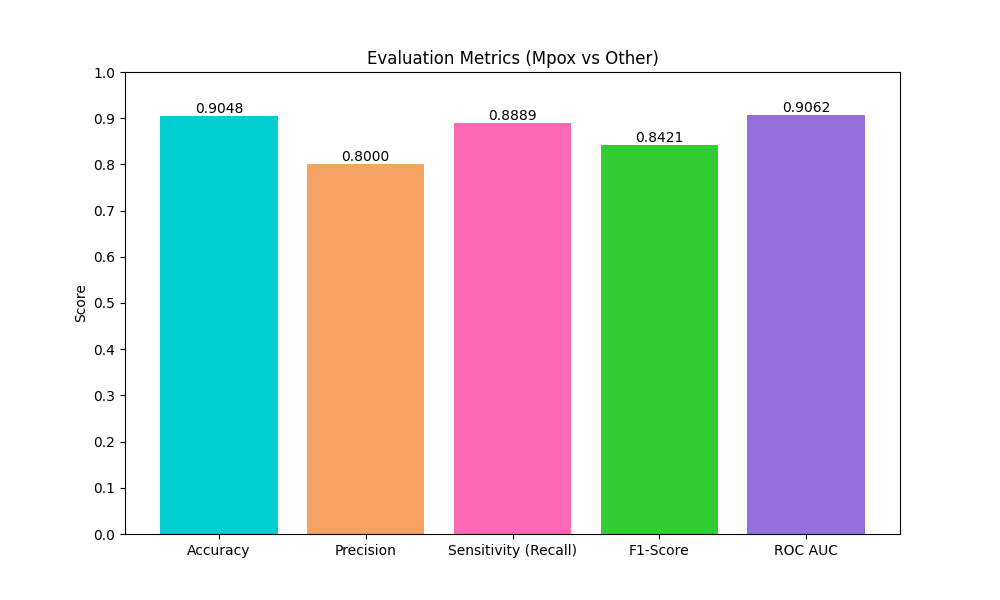 Evaluation Metrics (Mpox vs Other)
1.0
0.9
0.8
0.7
0.6
0.5
0.4
0.3
0.2
0.1
0.0
Score
0.9048
0.8000
0.8889
0.8421
0.9062
Accuracy
Precision
Sensitivity (Recall)
F1-Score
ROC AUC